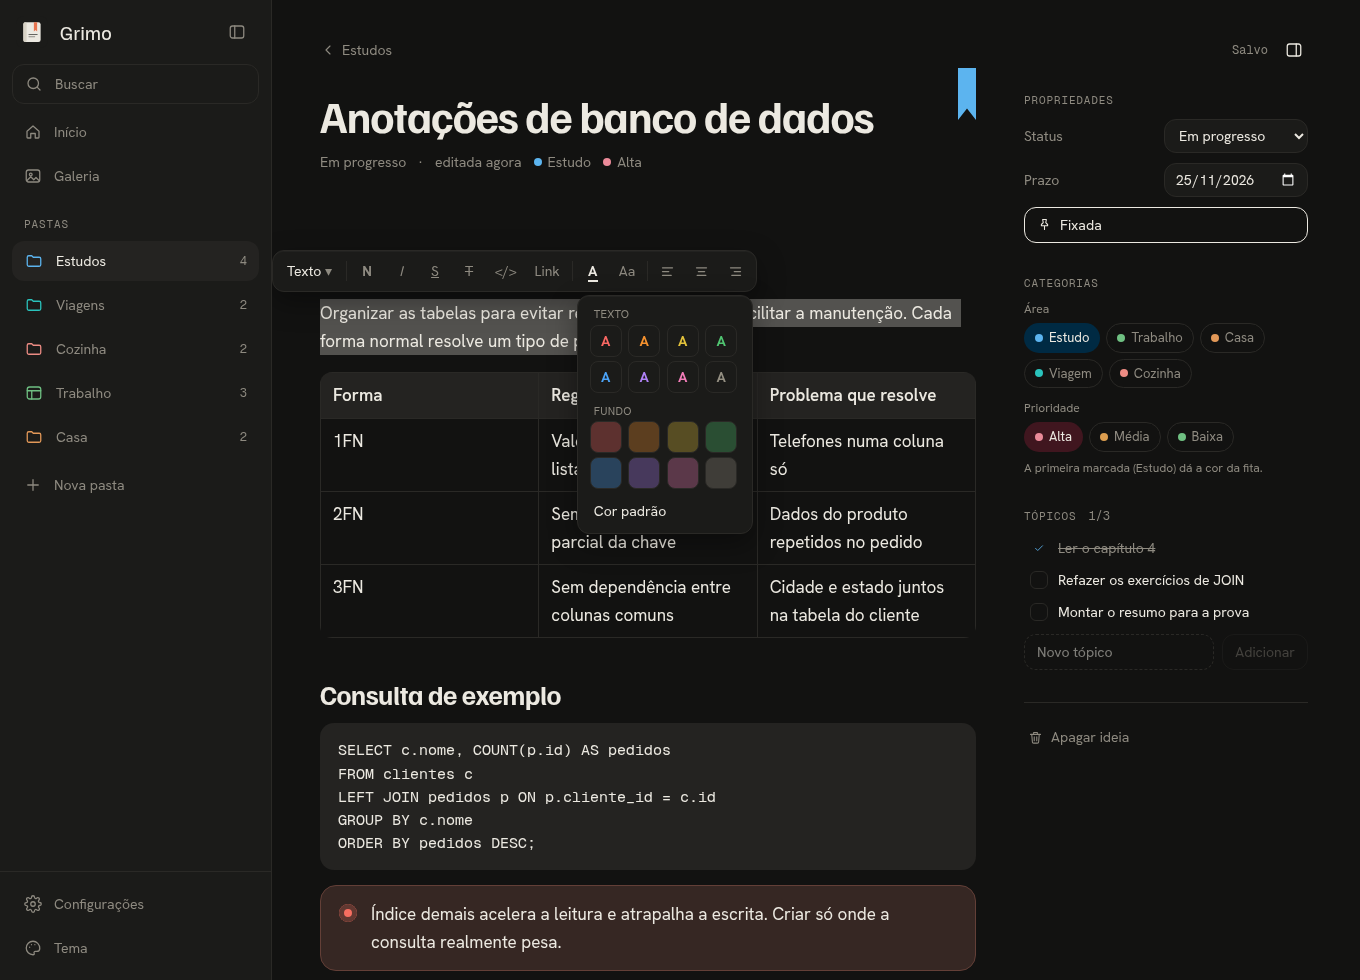 Grimo
Buscar
Início
Galeria
PASTAS
Estudos 4
Viagens 2
Cozinha 2
Trabalho 3
Casa 2
Nova pasta
Configurações
Tema
Estudos
Anotações de banco de dados
Em progresso · editada agora Estudo Alta
Texto ▾ N I S T </> Link A Aa
Organizar as tabelas para evitar a manutenção. Cada
forma normal resolve um tipo de
TEXTO
A A A A
A A A A
FUNDO
Cor padrão
Forma Problema que resolve
1FN Telefones numa coluna
só
2FN Dados do produto
parcial da chave repetidos no pedido
3FN Sem dependência entre Cidade e estado juntos
colunas comuns na tabela do cliente
Consulta de exemplo
SELECT c.nome, COUNT(p.id) AS pedidos
FROM clientes c
LEFT JOIN pedidos p ON p.cliente_id = c.id
GROUP BY c.nome
ORDER BY pedidos DESC;
Índice demais acelera a leitura e atrapalha a escrita. Criar só onde a
consulta realmente pesa.
Salvo
PROPRIEDADES
Status Em progresso
Prazo 25/11/2026
Fixada
CATEGORIAS
Área
Estudo Trabalho Casa
Viagem Cozinha
Prioridade
Alta Média Baixa
A primeira marcada (Estudo) dá a cor da fita.
TÓPICOS 1/3
Ler o capítulo 4
Refazer os exercícios de JOIN
Montar o resumo para a prova
Novo tópico Adicionar
Apagar ideia